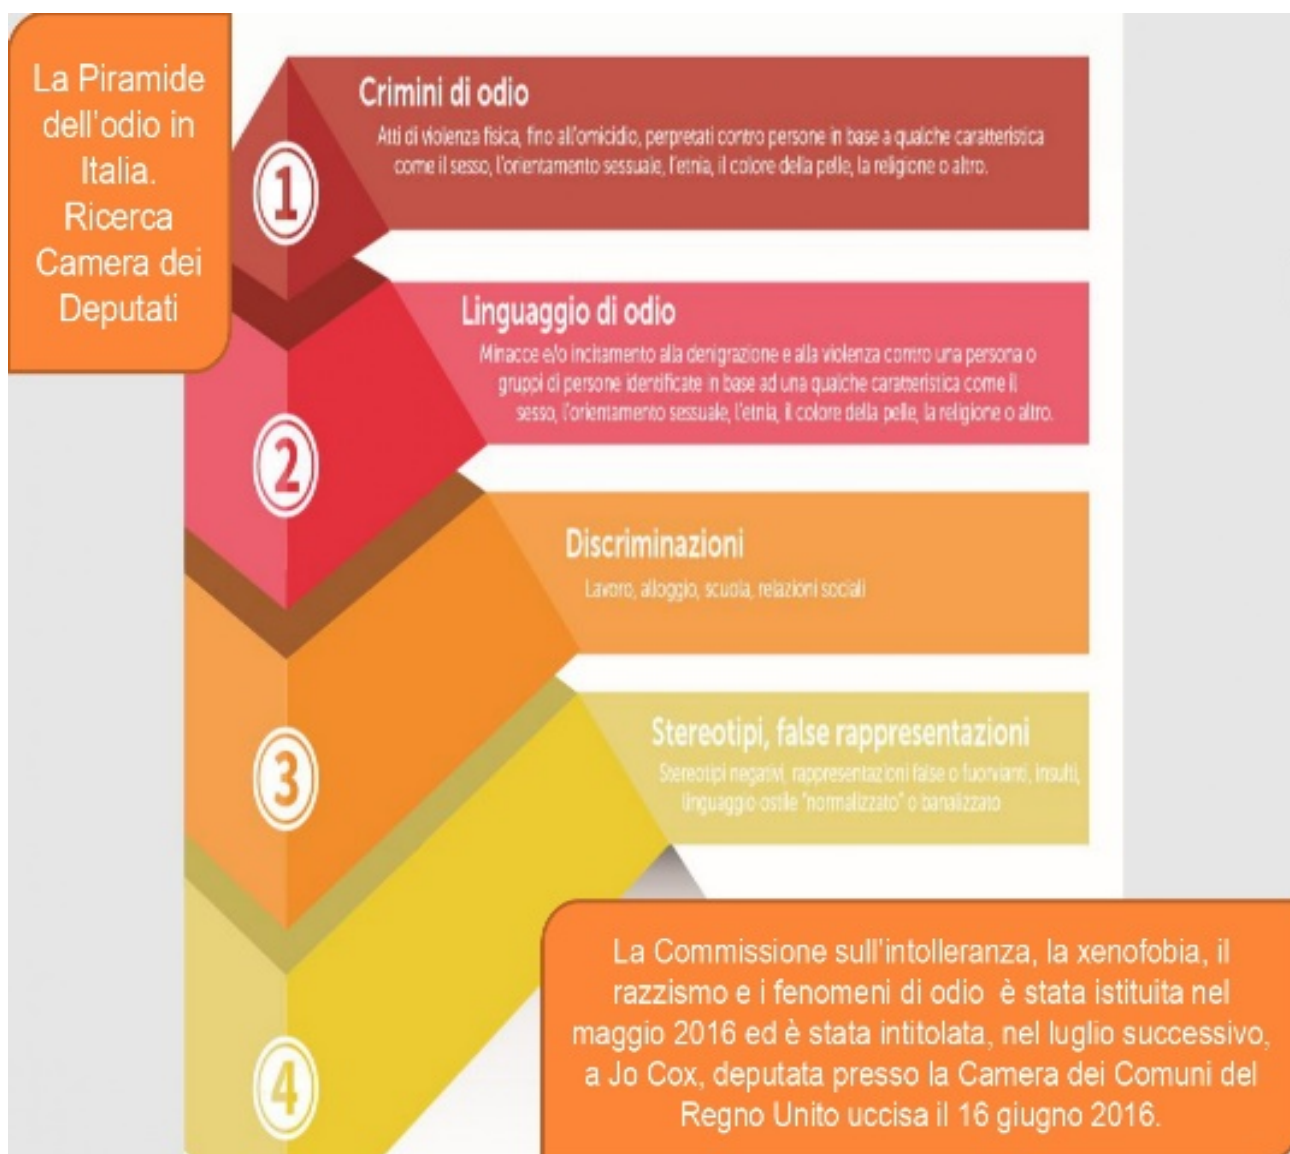 La Piramide
dell'odio in
Italia.
Ricerca
Camera dei
Deputati
1
Crimini di odio
Atti di violenza fisica, fino all'omicidio, perpretati contro persone in base a qualche caratteristica
come il sesso, l'orientamento sessuale, l'etnia, il colore della pelle, la religione o altro.
2
Linguaggio di odio
Minacce e/o incitamento alla denigrazione e alla violenza contro una persona o
gruppi di persone identificate in base ad una qualche caratteristica come il
sesso, l'orientamento sessuale, l'etnia, il colore della pelle, la religione o altro.
3
Discriminazioni
Lavoro, alloggio, scuola, relazioni sociali
4
Stereotipi, false rappresentazioni
Stereotipi negativi, rappresentazioni false o fuorvianti, insulti,
linguaggio ostile "normalizzato" o banalizzato
La Commissione sull'intolleranza, la xenofobia, il
razzismo e i fenomeni di odio è stata istituita nel
maggio 2016 ed è stata intitolata, nel luglio successivo,
a Jo Cox, deputata presso la Camera dei Comuni del
Regno Unito uccisa il 16 giugno 2016.